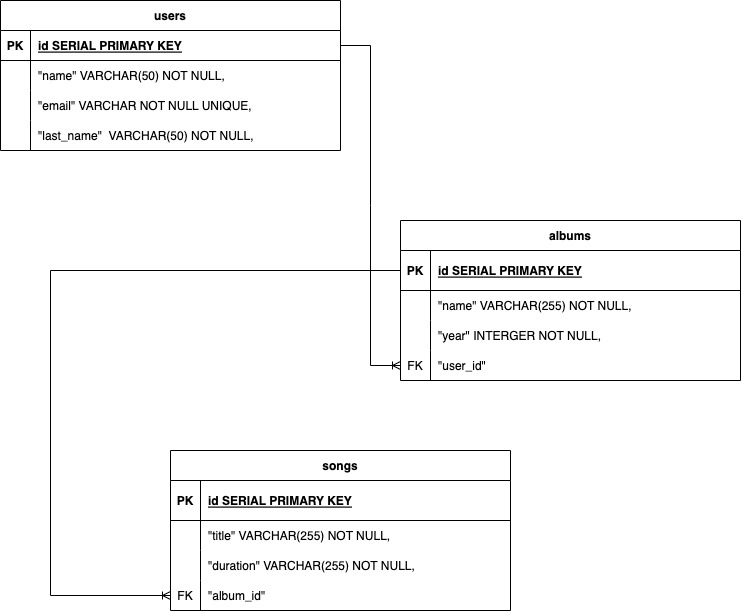 users
PK id SERIAL PRIMARY KEY
"name" VARCHAR(50) NOT NULL,
"email" VARCHAR NOT NULL UNIQUE,
"last_name"  VARCHAR(50) NOT NULL,
albums
PK id SERIAL PRIMARY KEY
"name" VARCHAR(255) NOT NULL,
"year" INTERGER NOT NULL,
FK "user_id"
songs
PK id SERIAL PRIMARY KEY
"title" VARCHAR(255) NOT NULL,
"duration" VARCHAR(255) NOT NULL,
FK "album_id"